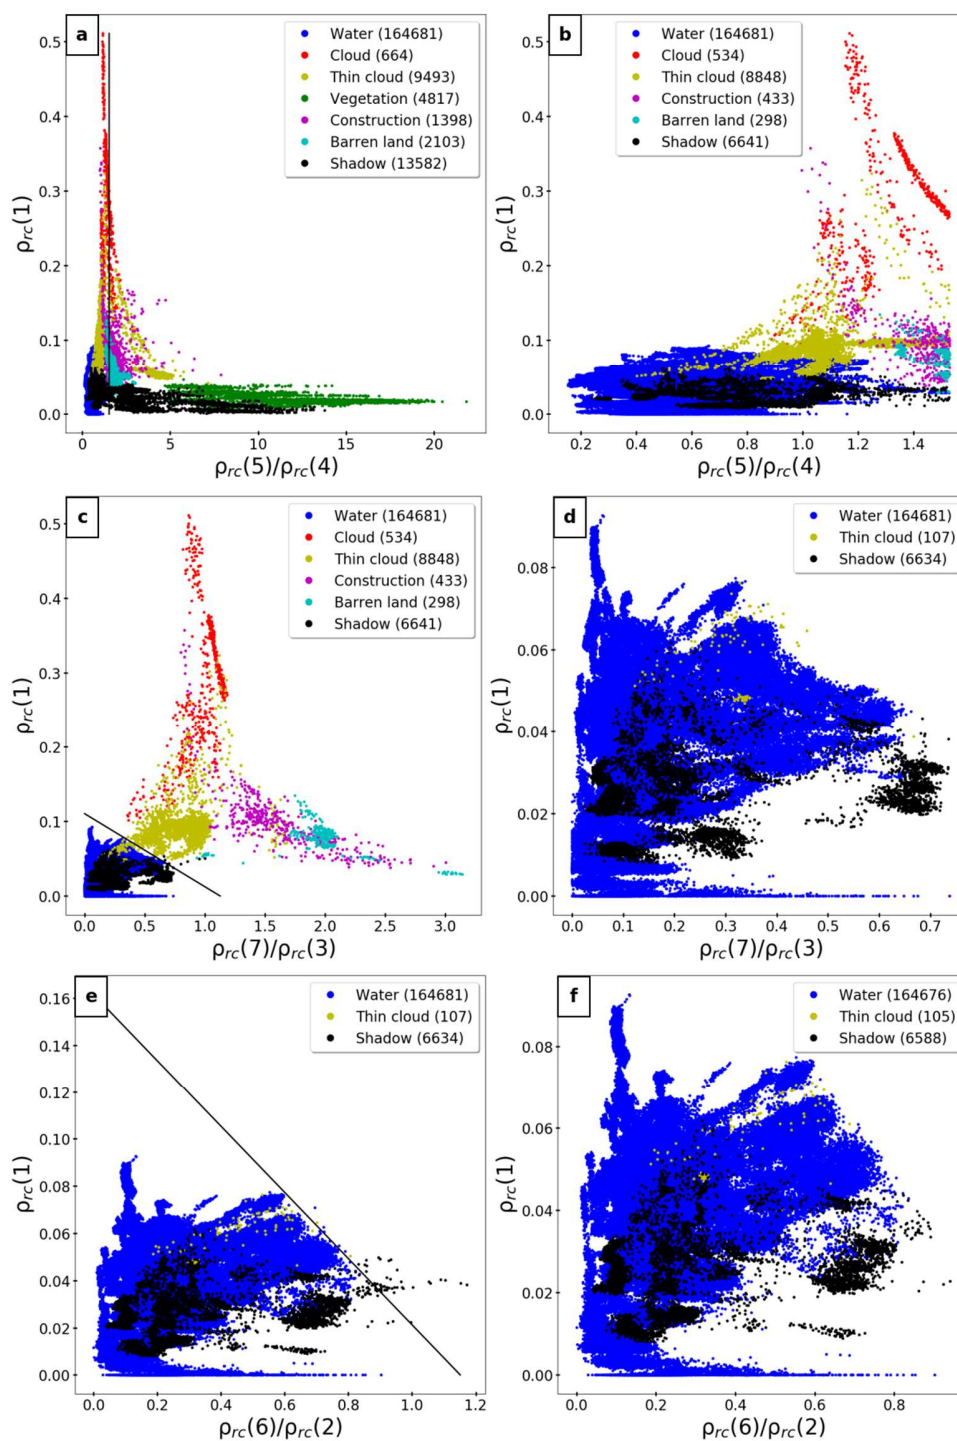 a
Water (164681)
Cloud (664)
Thin cloud (9493)
Vegetation (4817)
Construction (1398)
Barren land (2103)
Shadow (13582)
0.5
0.4
0.3
0.2
0.1
0.0
ρrc(1)
0 5 10 15 20
ρrc(5)/ρrc(4)
b
Water (164681)
Cloud (534)
Thin cloud (8848)
Construction (433)
Barren land (298)
Shadow (6641)
0.5
0.4
0.3
0.2
0.1
0.0
ρrc(1)
0.2 0.4 0.6 0.8 1.0 1.2 1.4
ρrc(5)/ρrc(4)
c
Water (164681)
Cloud (534)
Thin cloud (8848)
Construction (433)
Barren land (298)
Shadow (6641)
0.5
0.4
0.3
0.2
0.1
0.0
ρrc(1)
0.0 0.5 1.0 1.5 2.0 2.5 3.0
ρrc(7)/ρrc(3)
d
Water (164681)
Thin cloud (107)
Shadow (6634)
0.08
0.06
0.04
0.02
0.00
ρrc(1)
0.0 0.1 0.2 0.3 0.4 0.5 0.6 0.7
ρrc(7)/ρrc(3)
e
Water (164681)
Thin cloud (107)
Shadow (6634)
0.16
0.14
0.12
0.10
0.08
0.06
0.04
0.02
0.00
ρrc(1)
0.0 0.2 0.4 0.6 0.8 1.0 1.2
ρrc(6)/ρrc(2)
f
Water (164676)
Thin cloud (105)
Shadow (6588)
0.08
0.06
0.04
0.02
0.00
ρrc(1)
0.0 0.2 0.4 0.6 0.8
ρrc(6)/ρrc(2)